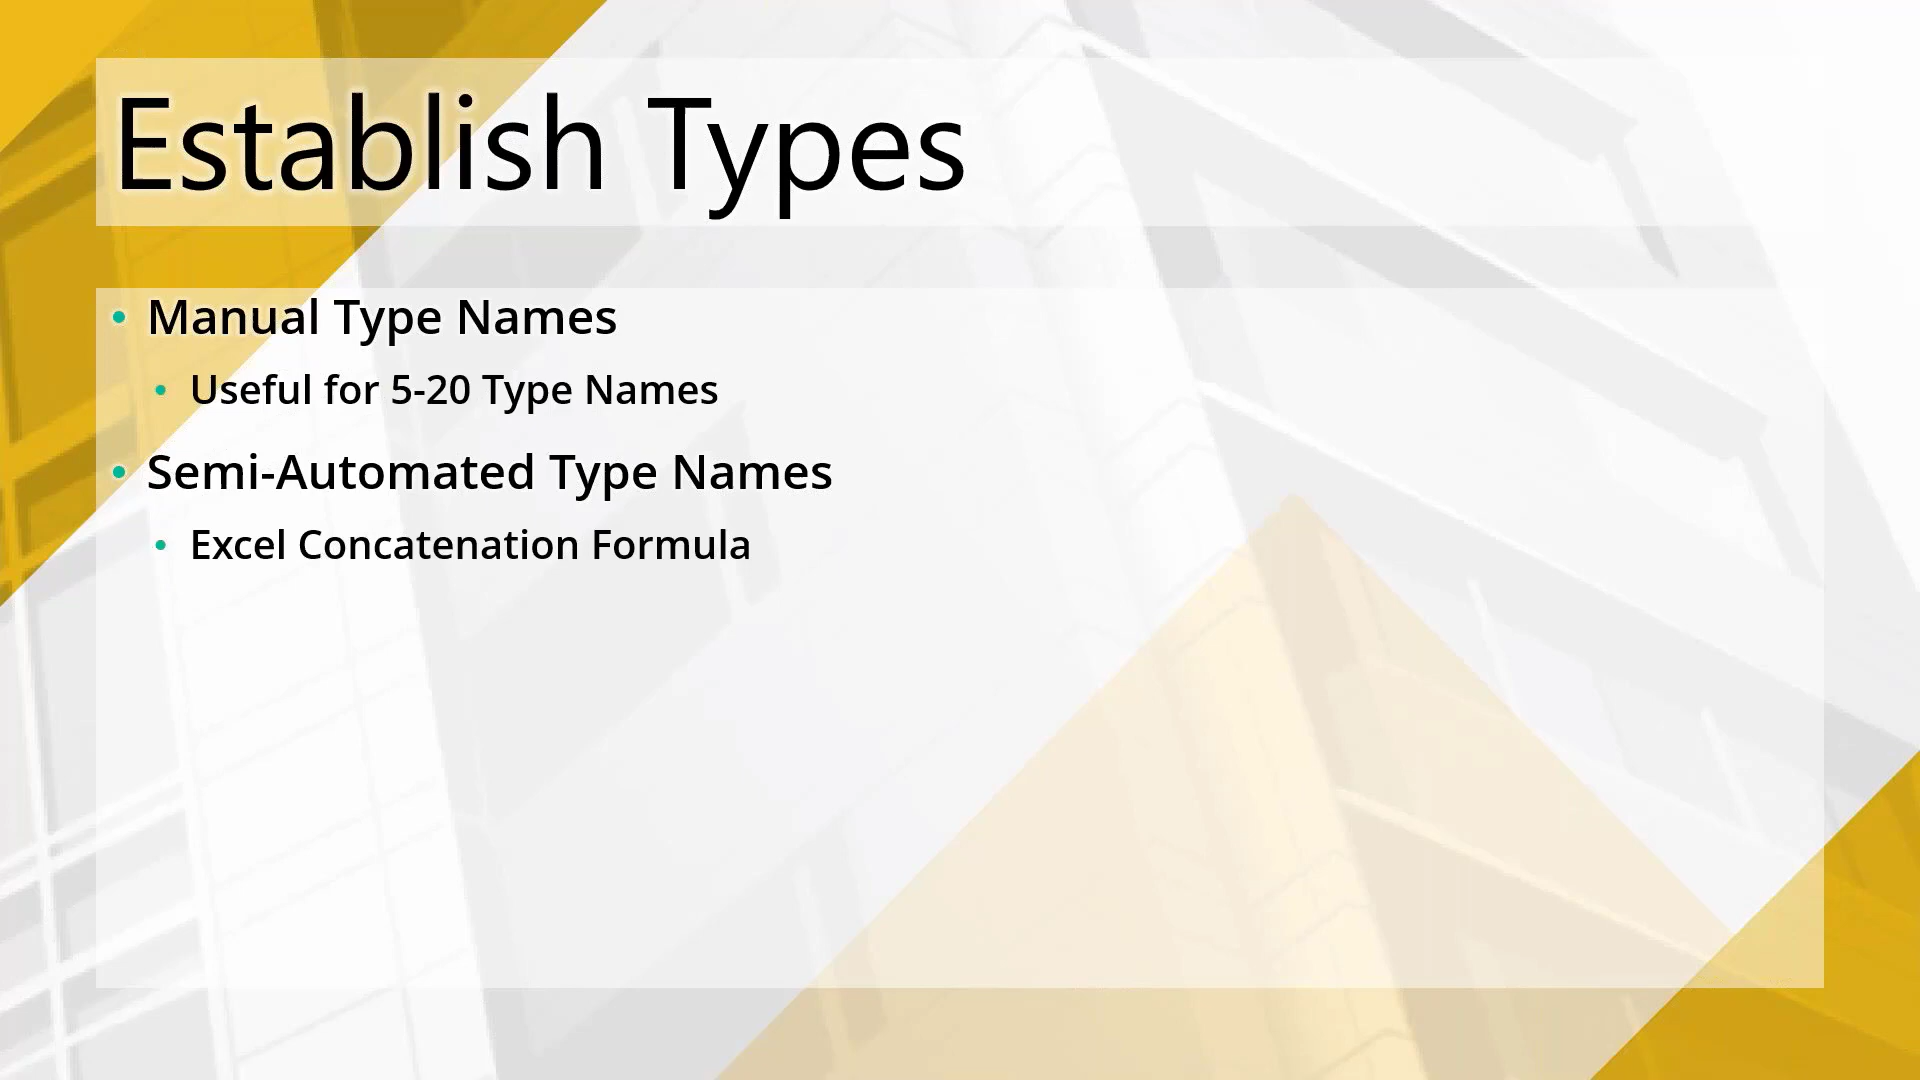 Establish Types
• Manual Type Names
• Useful for 5-20 Type Names
• Semi-Automated Type Names
• Excel Concatenation Formula